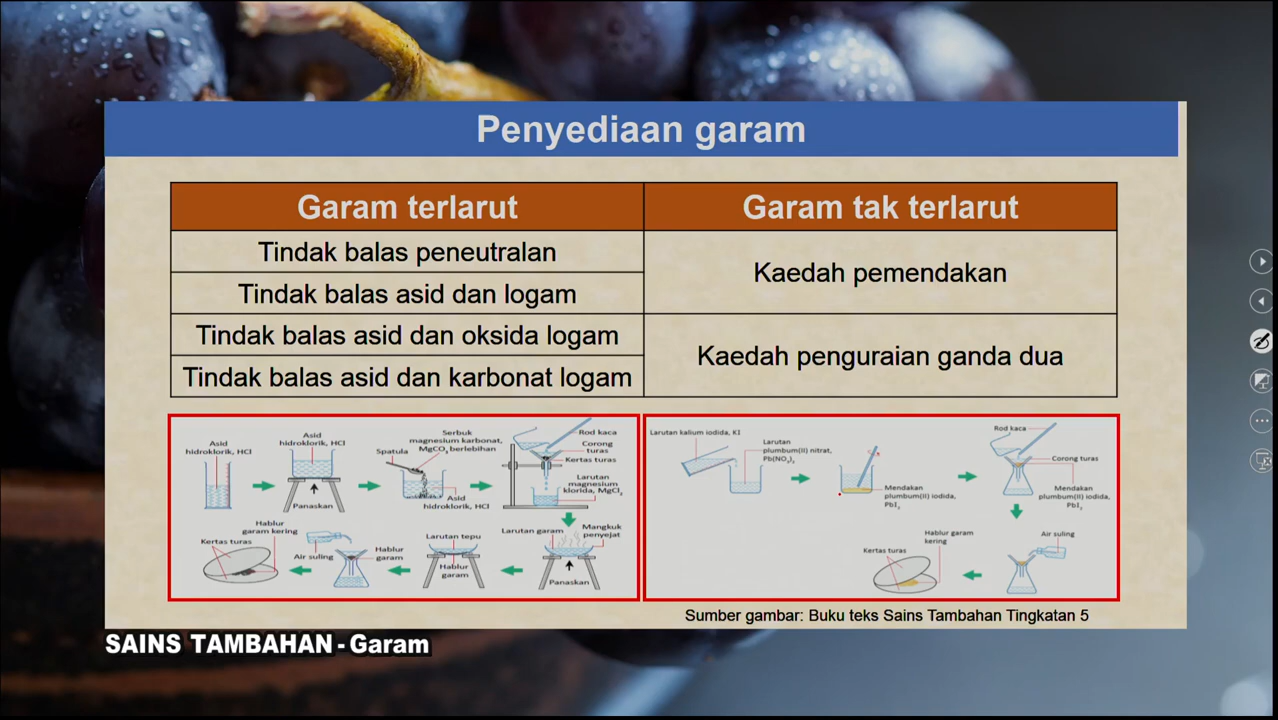 Penyediaan garam
Garam terlarut
Garam tak terlarut
Tindak balas peneutralan
Tindak balas asid dan logam
Tindak balas asid dan oksida logam
Tindak balas asid dan karbonat logam
Kaedah pemendakan
Kaedah penguraian ganda dua
Asid
hidroklorik, HCl
Asid
hidroklorik, HCl
Panaskan
Spatula
Serbuk
magnesium karbonat,
MgCO₃ berlebihan
Asid
hidroklorik, HCl
Rod kaca
Corong
turas
Kertas turas
Larutan
magnesium
klorida, MgCl₂
Larutan garam
Mangkuk
penyejat
Panaskan
Larutan tepu
Hablur
garam
Hablur
garam
Air suling
Hablur
garam kering
Kertas turas
Larutan kalium iodida, KI
Larutan
plumbum(II) nitrat,
Pb(NO₃)₂
Mendakan
plumbum(II) iodida,
PbI₂
Rod kaca
Corong turas
Mendakan
plumbum(II) iodida,
PbI₂
Air suling
Hablur garam
kering
Kertas turas
Sumber gambar: Buku teks Sains Tambahan Tingkatan 5
SAINS TAMBAHAN - Garam